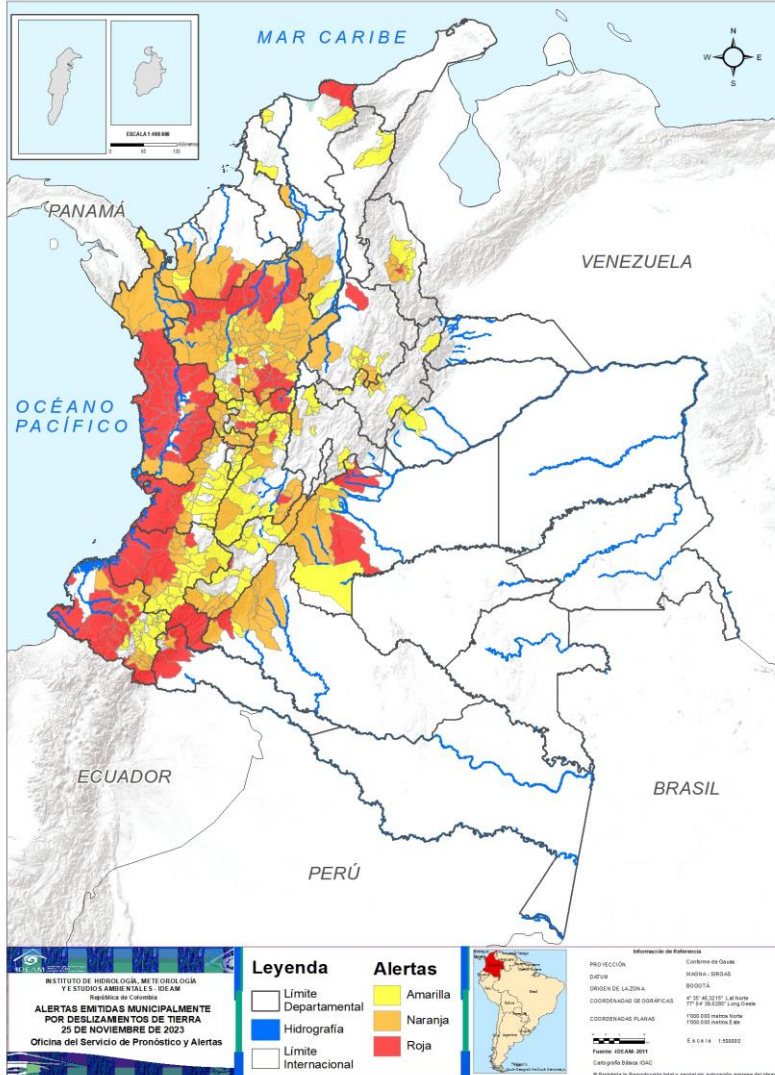 MAR CARIBE
N
W
E
S
ESCALA 1:400.000
PANAMÁ
VENEZUELA
OCÉANO
PACÍFICO
ECUADOR
BRASIL
PERÚ
IDEAM
INSTITUTO DE HIDROLOGÍA, METEOROLOGÍA
Y ESTUDIOS AMBIENTALES - IDEAM
República de Colombia
ALERTAS EMITIDAS MUNICIPALMENTE
POR DESLIZAMIENTOS DE TIERRA
25 DE NOVIEMBRE DE 2023
Oficina del Servicio de Pronóstico y Alertas
Leyenda
Límite
Departamental
Hidrografía
Límite
Internacional
Alertas
Amarilla
Naranja
Roja
Información de Referencia
PROYECCIÓN Conforme de Gauss
DATUM MAGNA - SIRGAS
ORIGEN DE LA ZONA BOGOTÁ
COORDENADAS GEOGRÁFICAS
COORDENADAS PLANAS 1'000.000 metros Norte
1'000.000 metros Este
Escala 1:500000
Fuente: IDEAM- 2011
Cartografía Básica: IGAC